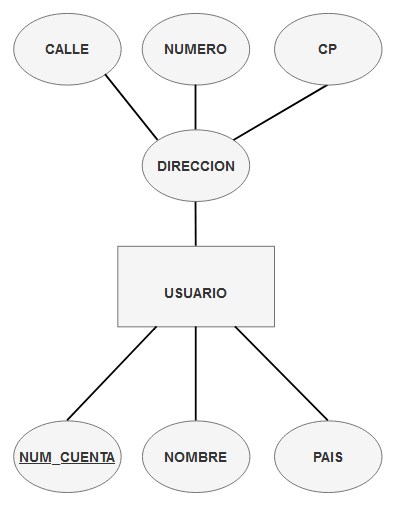 CALLE
NUMERO
CP
DIRECCION
USUARIO
NUM_CUENTA
NOMBRE
PAIS